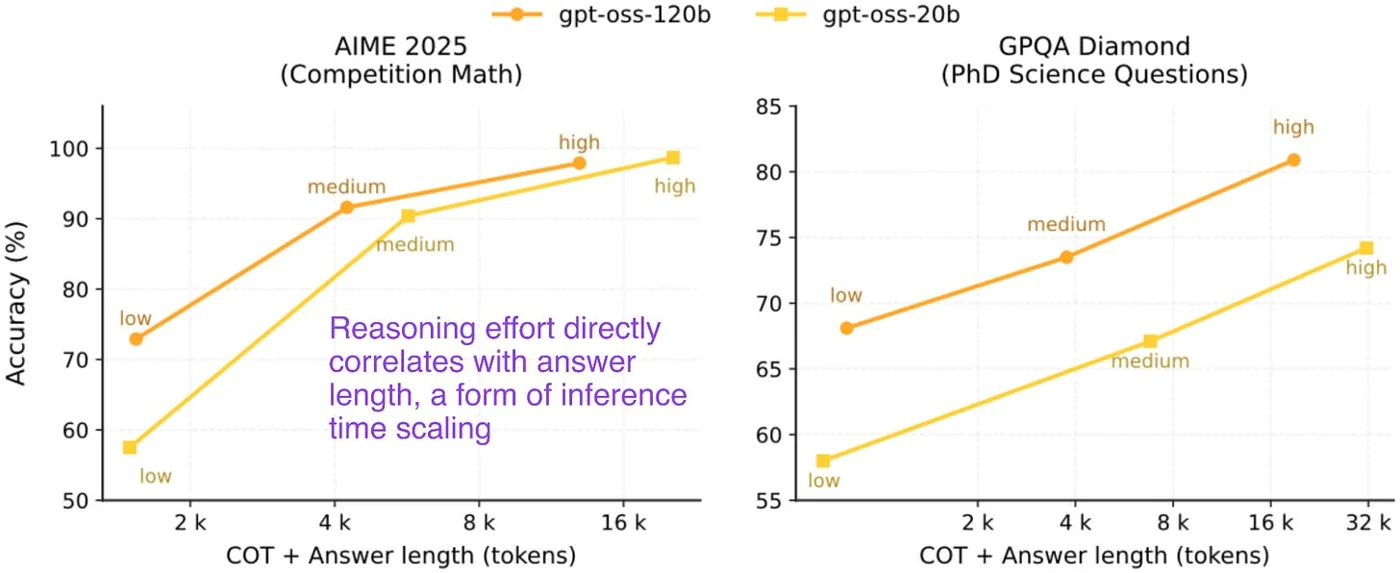 gpt-oss-120b gpt-oss-20b
AIME 2025
(Competition Math)
Accuracy (%)
100
90
80
70
60
50
low
medium
high
low
medium
high
Reasoning effort directly
correlates with answer
length, a form of inference
time scaling
2 k 4 k 8 k 16 k
COT + Answer length (tokens)
GPQA Diamond
(PhD Science Questions)
85
80
75
70
65
60
55
low
medium
high
low
medium
high
2 k 4 k 8 k 16 k 32 k
COT + Answer length (tokens)